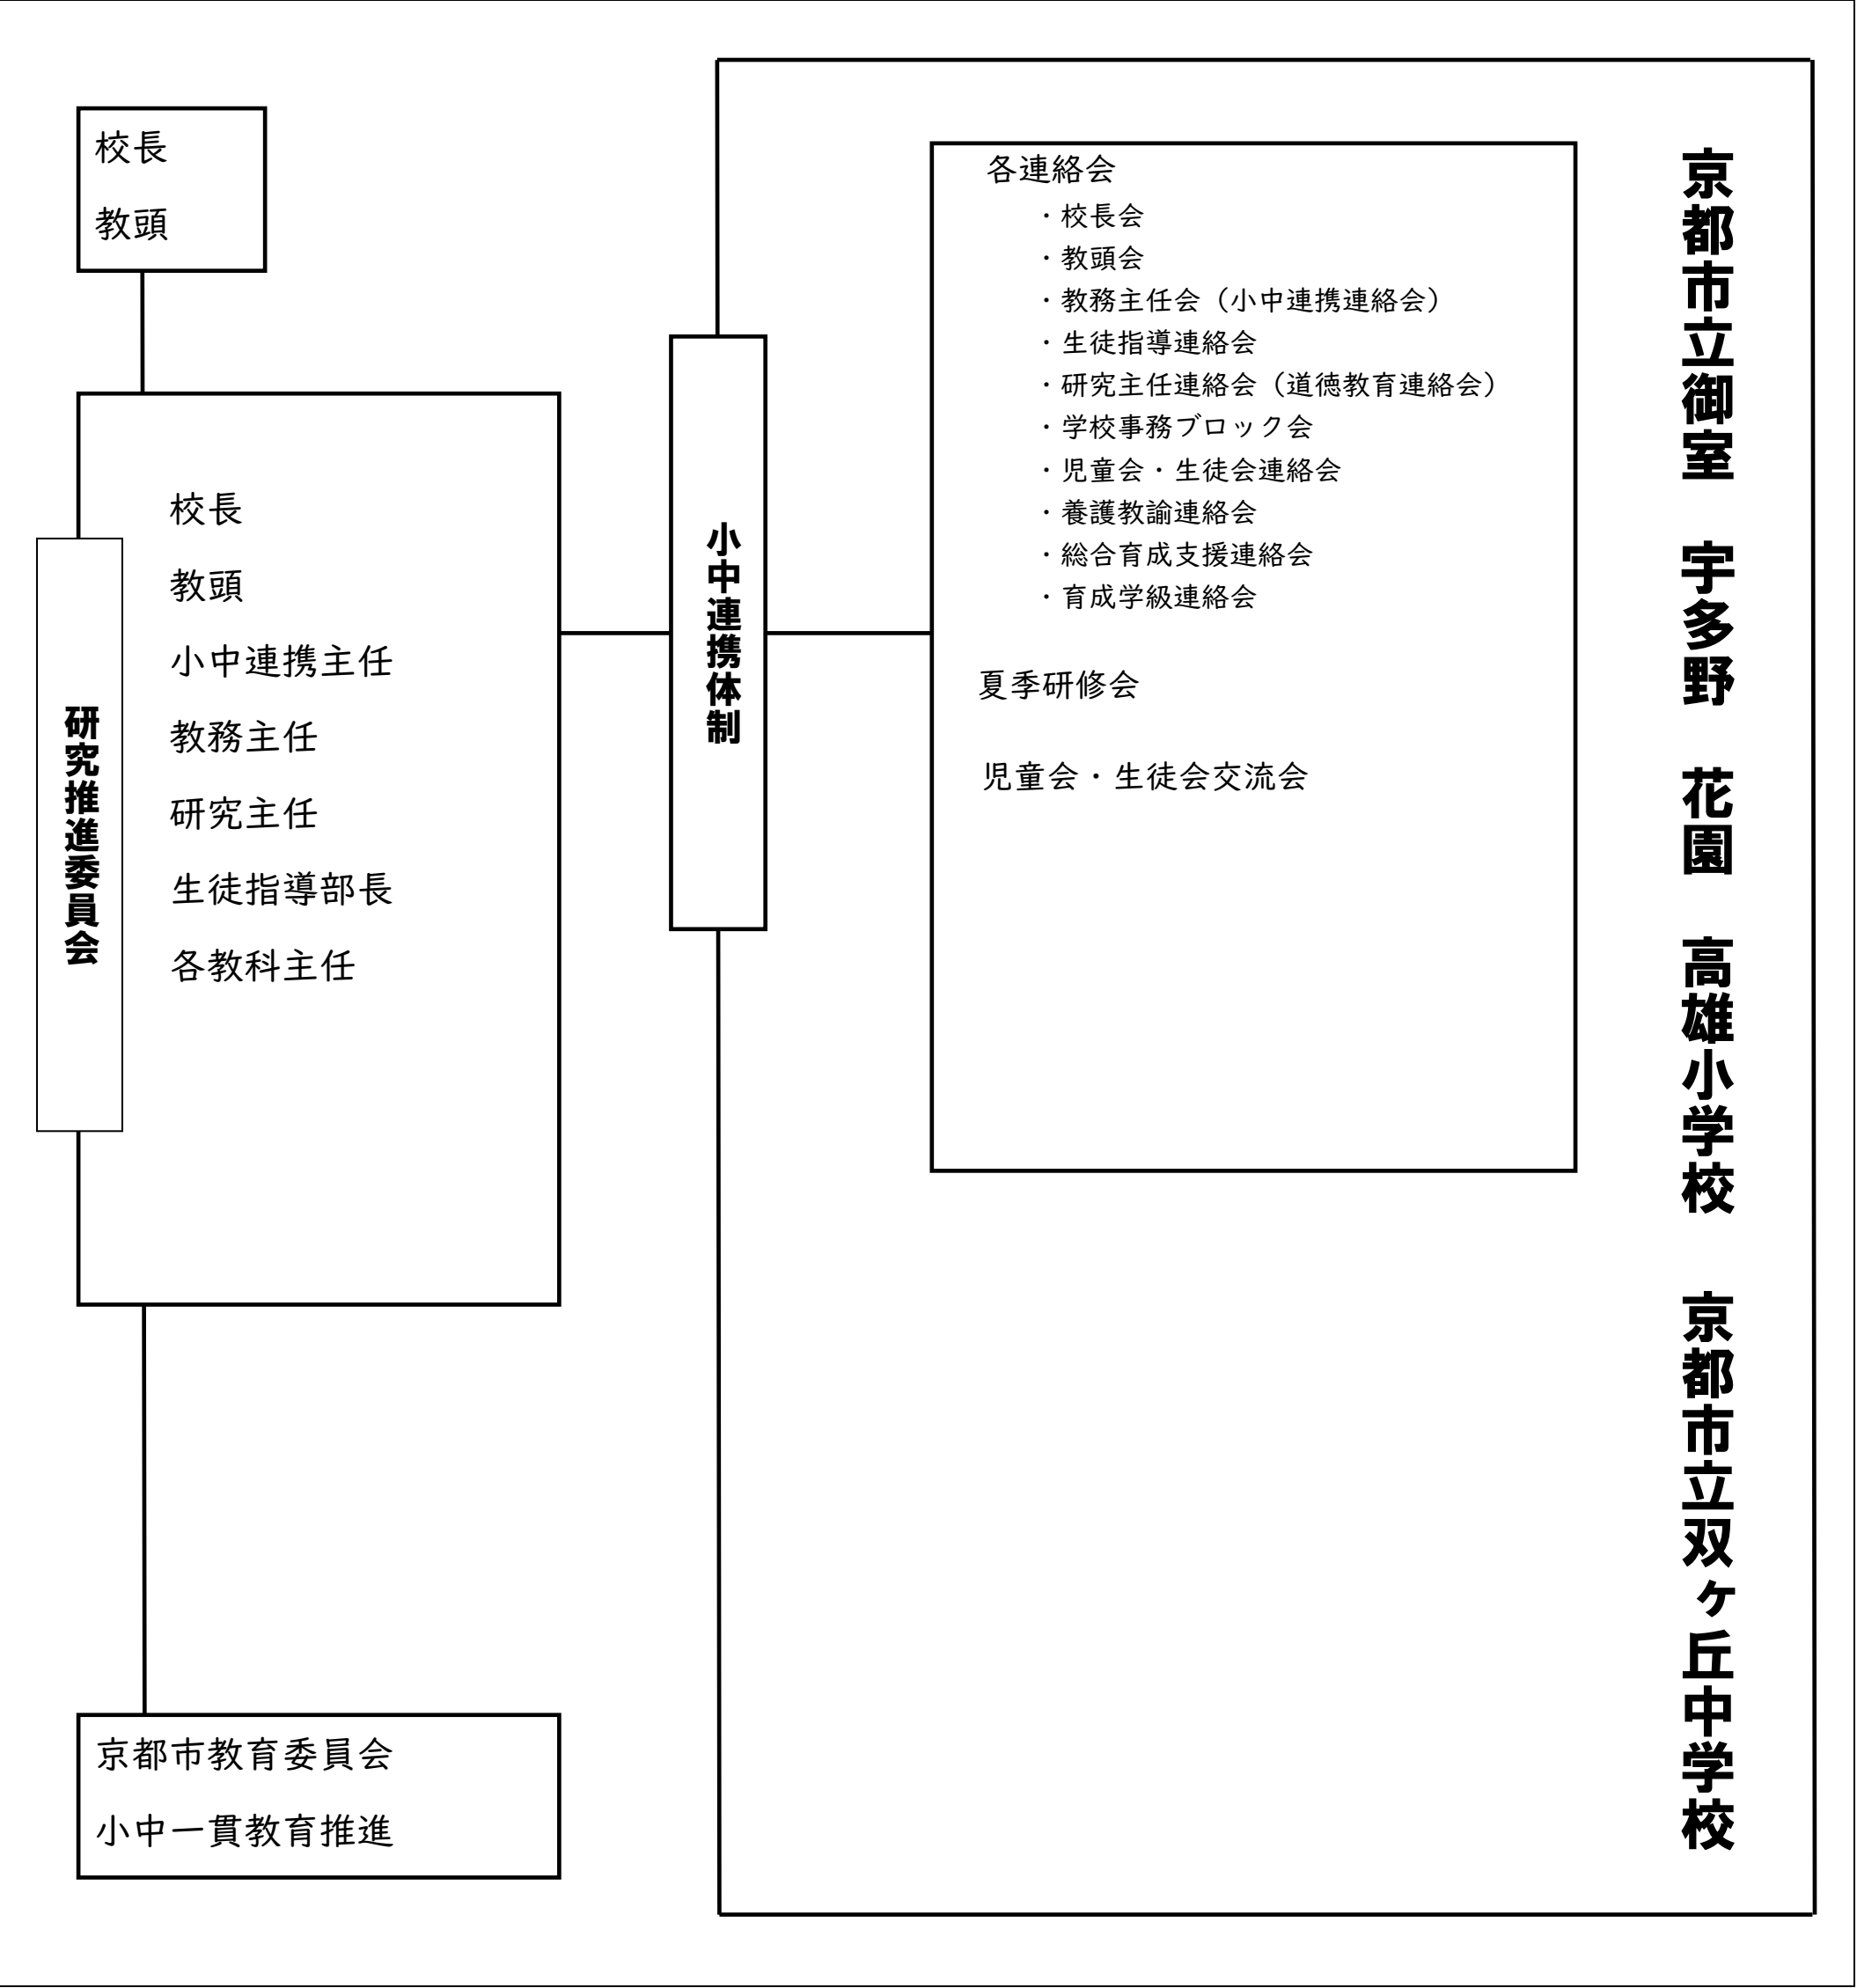 校長
教頭
研究推進委員会
校長
教頭
小中連携主任
教務主任
研究主任
生徒指導部長
各教科主任
京都市教育委員会
小中一貫教育推進
小中連携体制
各連絡会
・校長会
・教頭会
・教務主任会（小中連携連絡会）
・生徒指導連絡会
・研究主任連絡会（道徳教育連絡会）
・学校事務ブロック会
・児童会・生徒会連絡会
・養護教諭連絡会
・総合育成支援連絡会
・育成学級連絡会
夏季研修会
児童会・生徒会交流会
京都市立御室　宇多野　花園　高雄小学校　京都市立双ヶ丘中学校